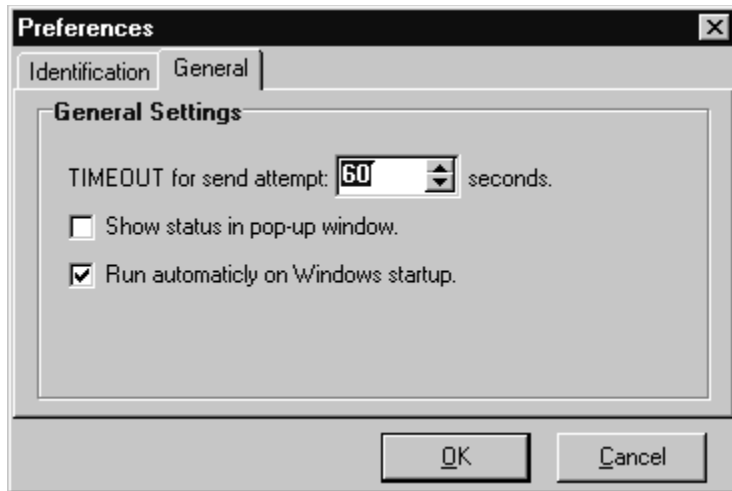 Preferences
Identification General
General Settings
TIMEOUT for send attempt: 60 seconds.
Show status in pop-up window.
Run automaticly on Windows startup.
OK Cancel